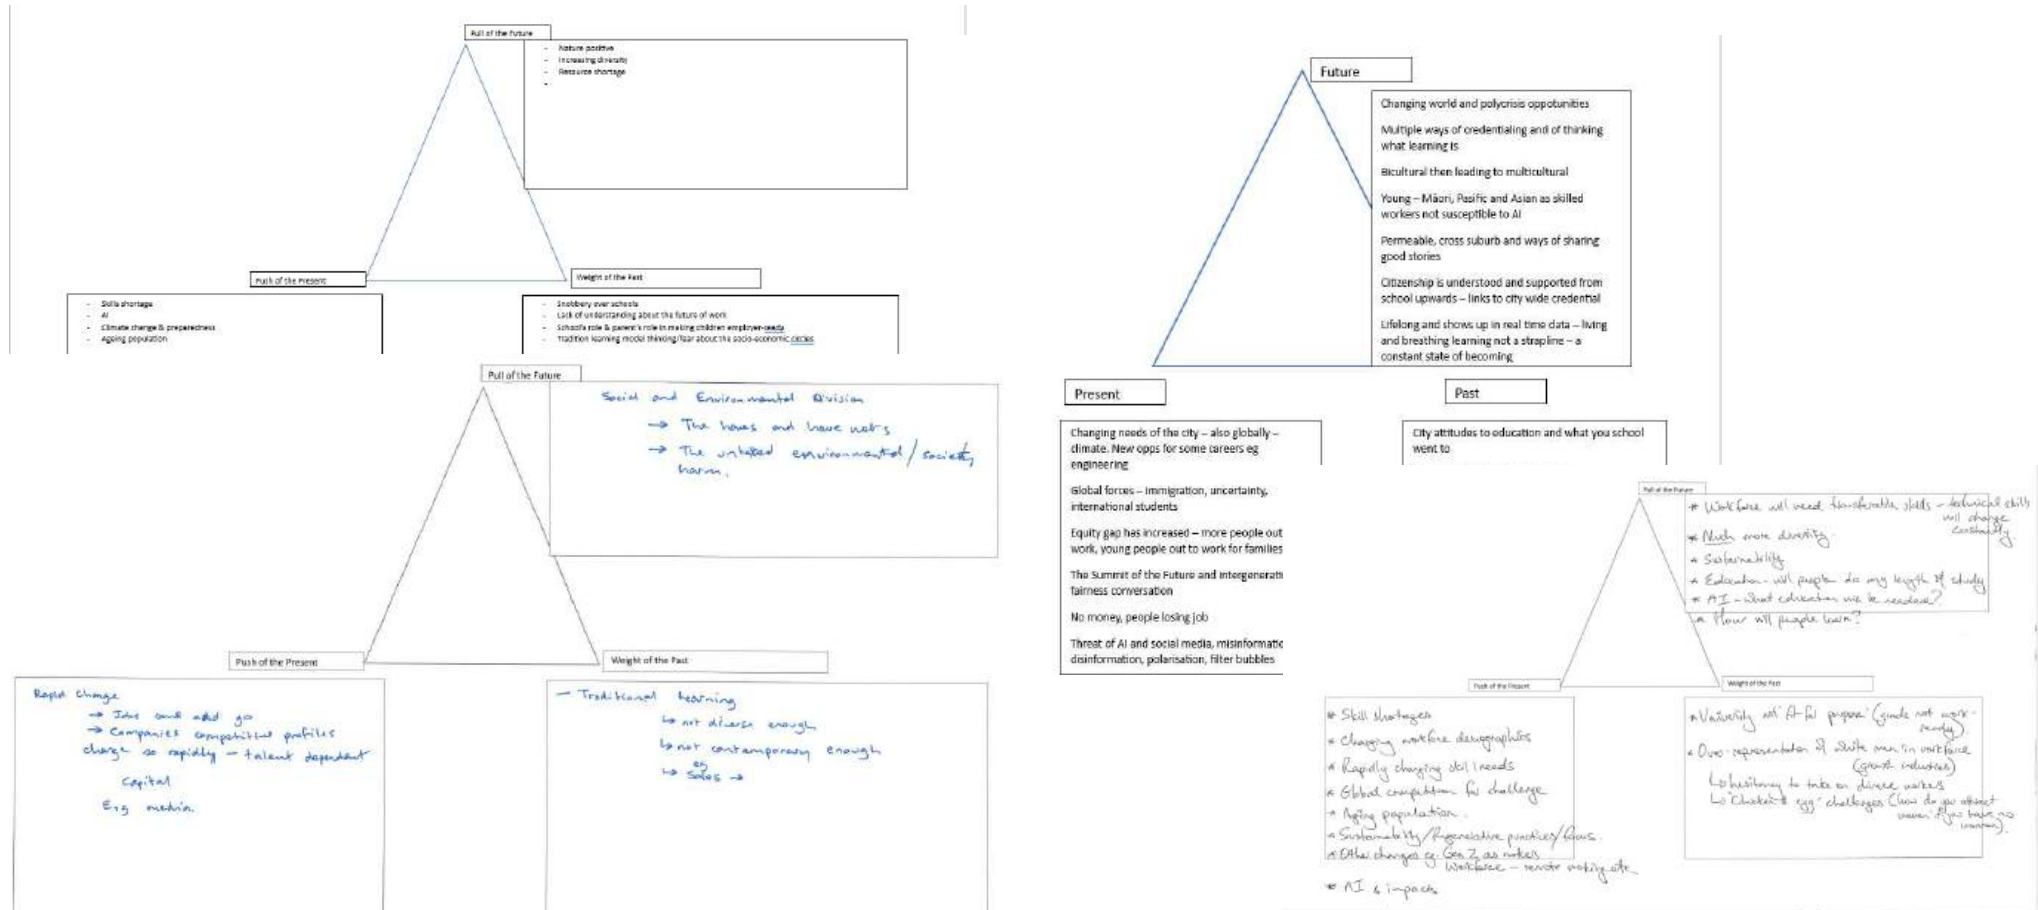 Pull of the Future
- Nature positive
- Increasing diversity
- Resource shortage
-
Push of the Present
- Skills shortage
- AI
- Climate change & preparedness
- Ageing population
Weight of the Past
- Snobbery over schools
- Lack of understanding about the future of work
- School's role & parent's role in making children employer-ready
- Tradition learning model thinking/fear about the socio-economic circles
Future
Changing world and polycrisis oppotunities
Multiple ways of credentialing and of thinking
what learning is
Bicultural then leading to multicultural
Young – Māori, Pasific and Asian as skilled
workers not susceptible to AI
Permeable, cross suburb and ways of sharing
good stories
Citizenship is understood and supported from
school upwards – links to city wide credential
Lifelong and shows up in real time data – living
and breathing learning not a strapline – a
constant state of becoming
Present
Changing needs of the city – also globally –
climate. New opps for some careers eg
engineering
Global forces – immigration, uncertainty,
international students
Equity gap has increased – more people out
work, young people out to work for families
The Summit of the Future and intergenerati
fairness conversation
No money, people losing job
Threat of AI and social media, misinformatic
disinformation, polarisation, filter bubbles
Past
City attitudes to education and what you school
went to
Pull of the Future
Social and Environmental Division
→ The haves and have nots
→ The environmental/society
harm.
Push of the Present
Rapid Change
→ Jobs and go
→ Companies competitive profiles
change so rapidly – talent dependent
Capital
E.g media.
Weight of the Past
– Traditional learning
↳ not diverse enough
↳ not contemporary enough
eg
↳ Sales →
Pull of the Future
* Workforce will need transferable skills – technical skills
will change
constantly.
* Much more diversity.
* Sustainability
* Education – will people do any length of study
* AI – what education will be needed?
* How will people learn?
Push of the Present
* Skill shortages
* Changing workforce demographics
* Rapidly changing skill needs
* Global competition for challenge
* Aging population.
* Sustainability/Regenerative practices/focus.
* Other changes eg. Gen Z as
workforce – remote working etc
* AI & impacts
Weight of the Past
* University not 'fit for purpose' (grads not work-
ready)
* Over-representation of white men in workforce
(growth industries)
↳ hesitancy to take on diverse workers
↳ 'Chicken & egg' challenges (how do you attract
women if you have no
women).